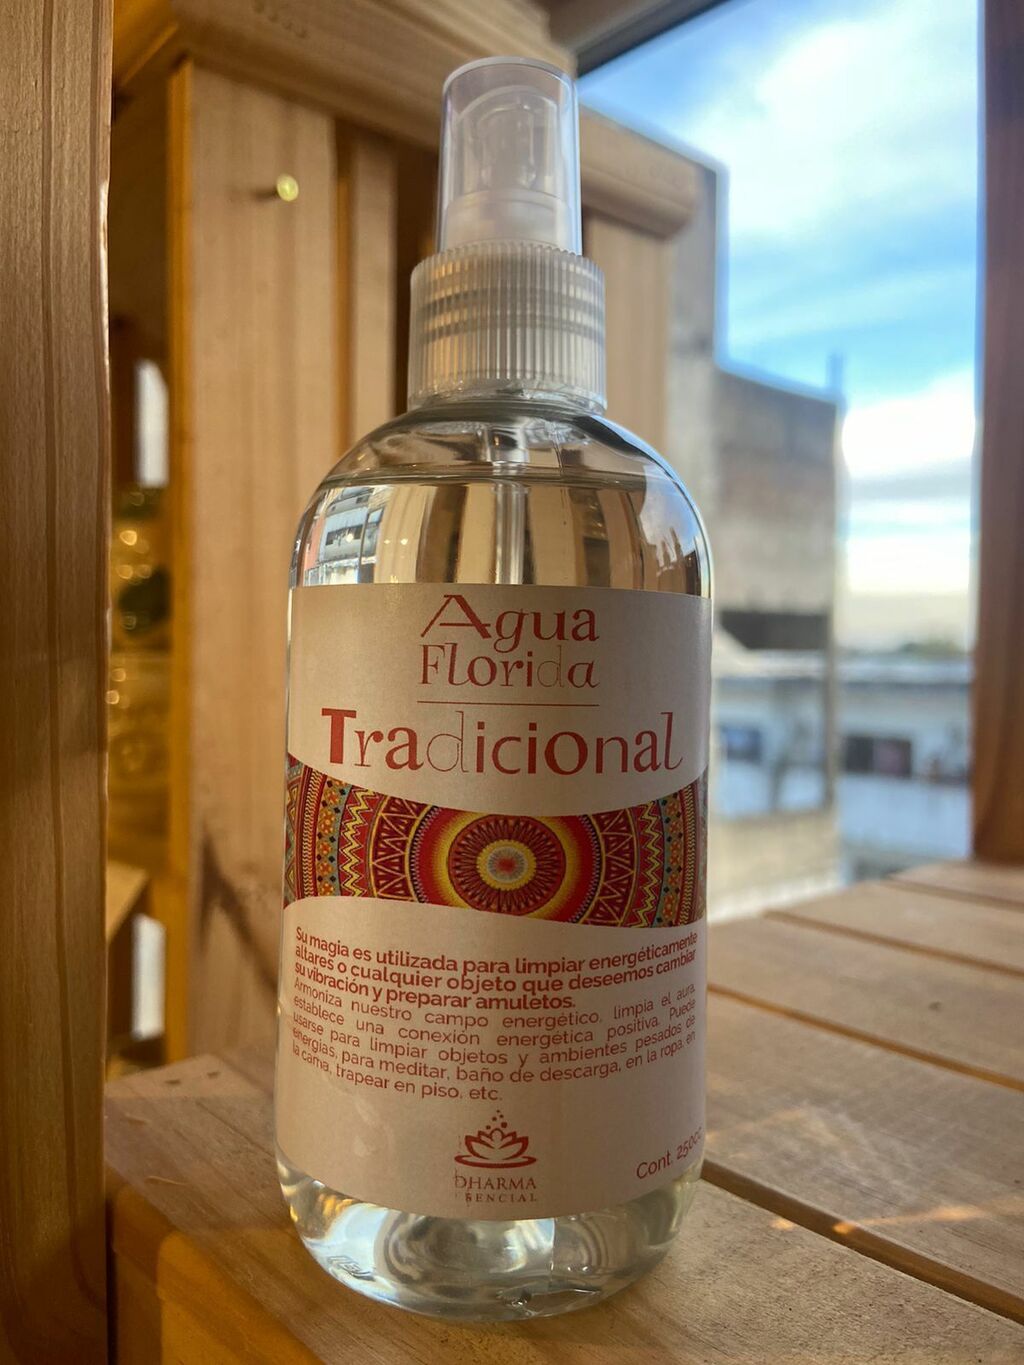 Agua
Florida
Tradicional
Su magia es utilizada para limpiar energéticamente
altares o cualquier objeto que deseemos cambiar
su vibración y preparar amuletos.
Armoniza nuestro campo energético, limpia el aura,
establece una conexión energética positiva. Puede
usarse para limpiar objetos y ambientes pesados de
energías, para meditar, baño de descarga, en la ropa, en
la cama, trapear en piso, etc.
DHARMA
Cont. 250cc